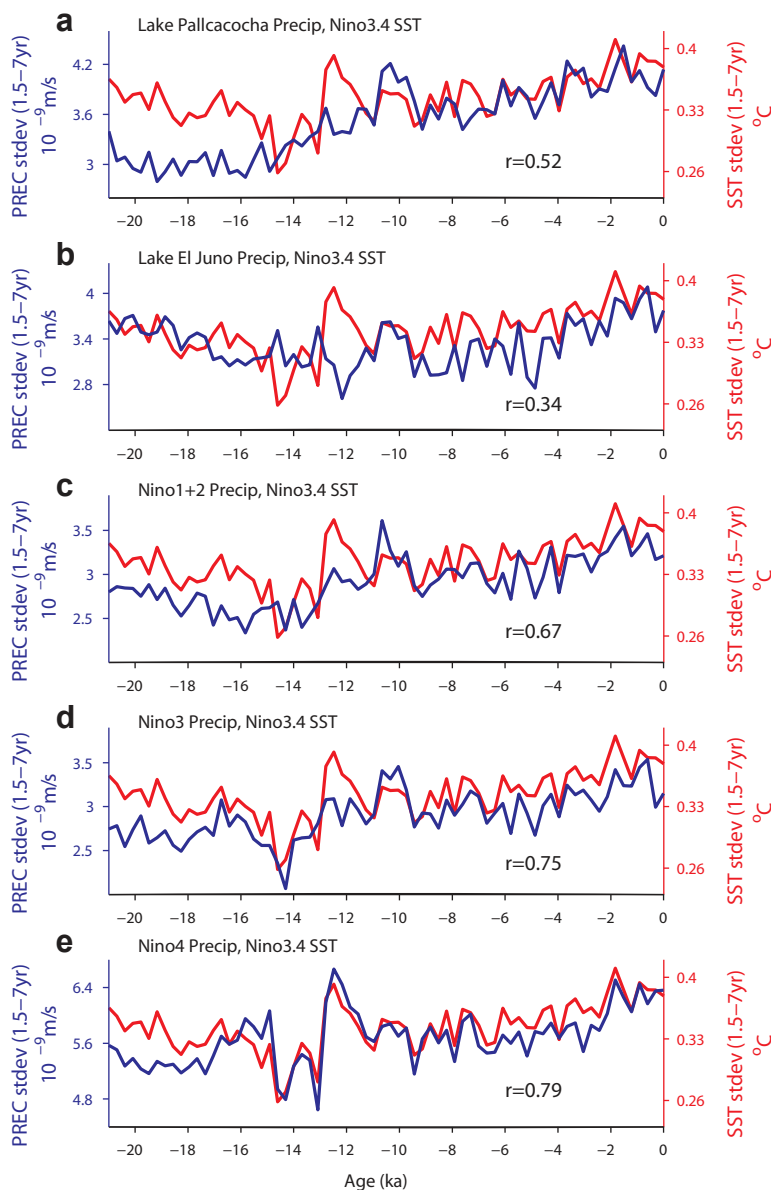 a
Lake Pallcacocha Precip, Nino3.4 SST
PREC stdev (1.5−7yr)
10 −9m/s
4.2
3.6
3
0.4
0.33
0.26
SST stdev (1.5−7yr)
oC
r=0.52
−20 −18 −16 −14 −12 −10 −8 −6 −4 −2 0
b
Lake El Juno Precip, Nino3.4 SST
PREC stdev (1.5−7yr)
10 −9m/s
4
3.4
2.8
0.4
0.33
0.26
SST stdev (1.5−7yr)
oC
r=0.34
−20 −18 −16 −14 −12 −10 −8 −6 −4 −2 0
c
Nino1+2 Precip, Nino3.4 SST
PREC stdev (1.5−7yr)
10 −9m/s
3.5
3
2.5
0.4
0.33
0.26
SST stdev (1.5−7yr)
oC
r=0.67
−20 −18 −16 −14 −12 −10 −8 −6 −4 −2 0
d
Nino3 Precip, Nino3.4 SST
PREC stdev (1.5−7yr)
10 −9m/s
3.5
3
2.5
0.4
0.33
0.26
SST stdev (1.5−7yr)
oC
r=0.75
−20 −18 −16 −14 −12 −10 −8 −6 −4 −2 0
e
Nino4 Precip, Nino3.4 SST
PREC stdev (1.5−7yr)
10 −9m/s
6.4
5.6
4.8
0.4
0.33
0.26
SST stdev (1.5−7yr)
oC
r=0.79
−20 −18 −16 −14 −12 −10 −8 −6 −4 −2 0
Age (ka)